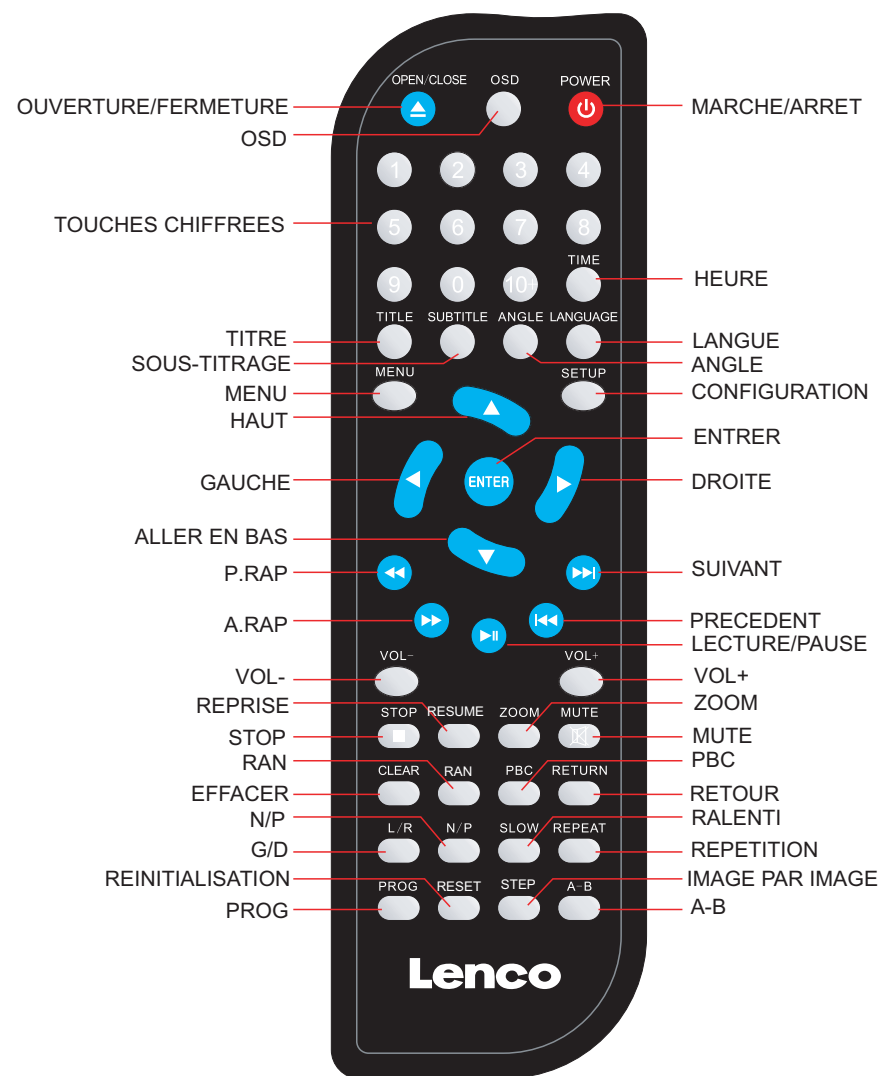 OPEN/CLOSE OSD POWER
OUVERTURE/FERMETURE MARCHE/ARRET
OSD
1 2 3 4
TOUCHES CHIFFREES 5 6 7 8
TIME
9 0 10+ HEURE
TITLE SUBTITLE ANGLE LANGUAGE
TITRE LANGUE
SOUS-TITRAGE ANGLE
MENU SETUP
MENU CONFIGURATION
HAUT
ENTRER
GAUCHE ENTER DROITE
ALLER EN BAS
P.RAP SUIVANT
A.RAP PRECEDENT
LECTURE/PAUSE
VOL- VOL+
VOL- VOL+
REPRISE ZOOM
STOP RESUME ZOOM MUTE
STOP MUTE
RAN PBC
CLEAR RAN PBC RETURN
EFFACER RETOUR
N/P RALENTI
L/R N/P SLOW REPEAT
G/D REPETITION
REINITIALISATION IMAGE PAR IMAGE
PROG RESET STEP A-B
PROG A-B
Lenco